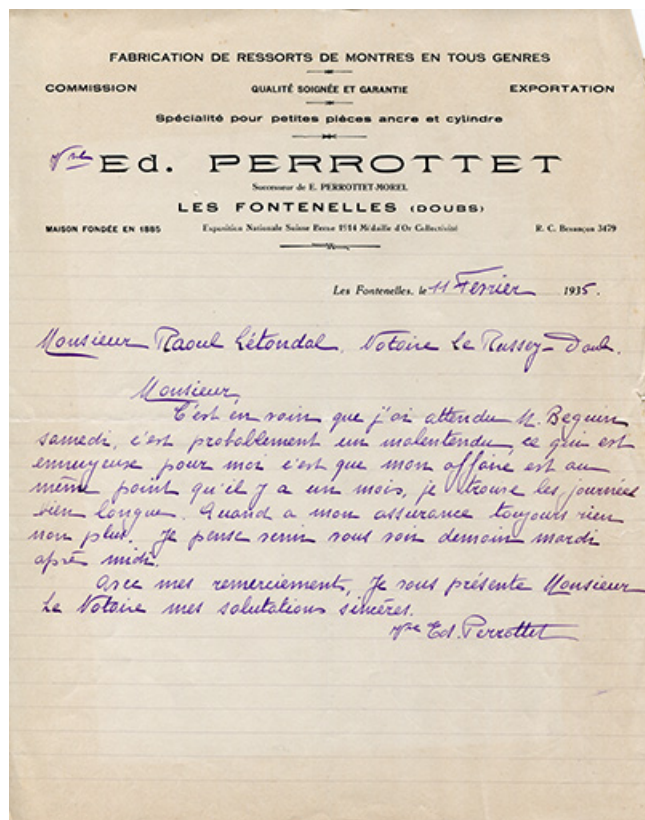 FABRICATION DE RESSORTS DE MONTRES EN TOUS GENRES
COMMISSION QUALITÉ SOIGNÉE ET GARANTIE EXPORTATION
Spécialité pour petites pièces ancre et cylindre
Vve Ed. PERROTTET
Successeur de E. PERROTTET-MOREL
LES FONTENELLES (DOUBS)
MAISON FONDÉE EN 1885 Exposition Nationale Suisse Berne 1914 Médaille d'Or Collectivité R. C. Besançon 3479
Les Fontenelles, le 11 Février 1935.
Monsieur Raoul Létondal, Notaire Le Russey-Doub.
Monsieur,
C'est en vain que j'ai attendu M. Beguin
samedi, c'est probablement un malentendu, ce qui est
ennuyeuse pour moi c'est que mon affaire est au
même point qu'il y a un mois, je trouve les journées
bien longue. Quand a mon assurance toujours rien
non plus. Je pense venir vous voir demain mardi
après midi.
Avec mes remerciement, Je vous présente Monsieur
Le Notaire mes salutations sincères.
Vve Ed. Perrottet